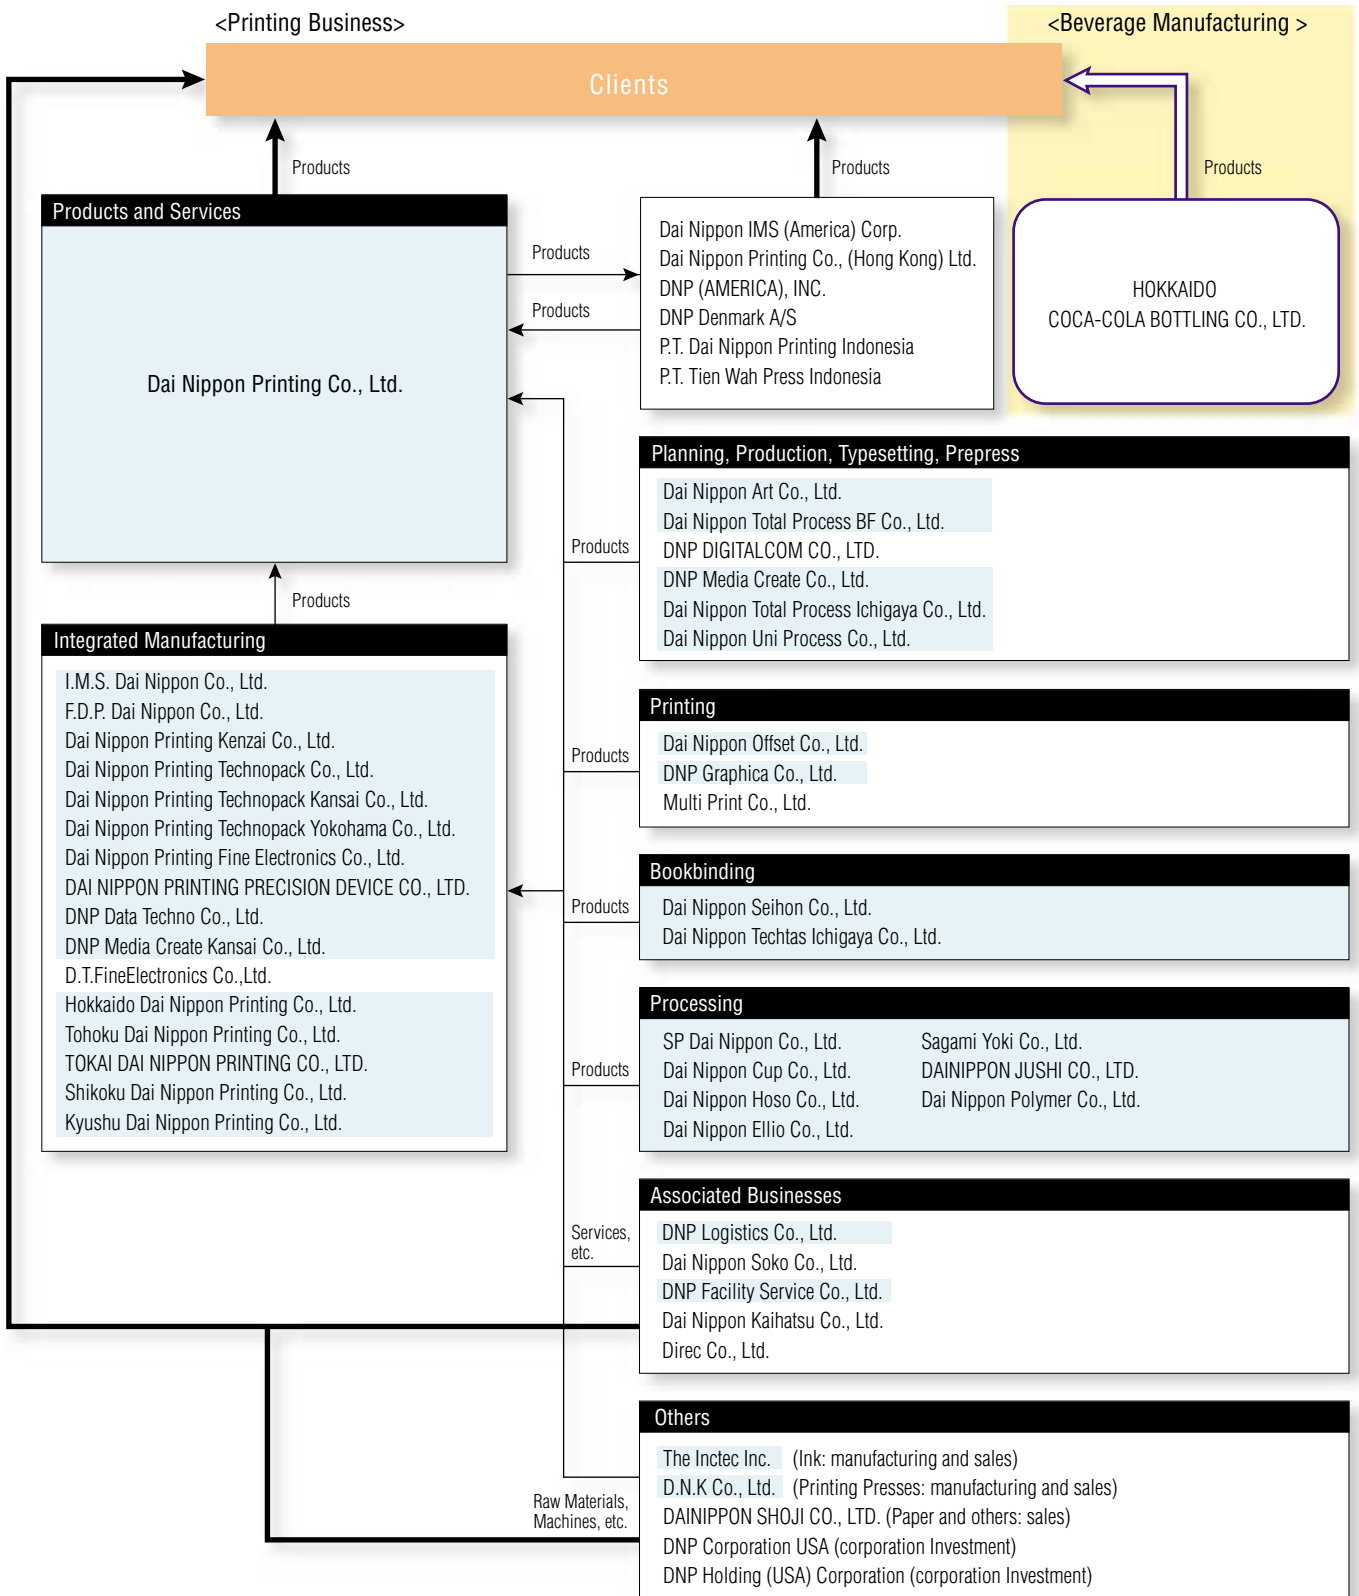 <Printing Business>
<Beverage Manufacturing >
Clients
Products
Products
Products
Products and Services
Dai Nippon Printing Co., Ltd.
Products
Products
Dai Nippon IMS (America) Corp.
Dai Nippon Printing Co., (Hong Kong) Ltd.
DNP (AMERICA), INC.
DNP Denmark A/S
P.T. Dai Nippon Printing Indonesia
P.T. Tien Wah Press Indonesia
HOKKAIDO
COCA-COLA BOTTLING CO., LTD.
Products
Integrated Manufacturing
I.M.S. Dai Nippon Co., Ltd.
F.D.P. Dai Nippon Co., Ltd.
Dai Nippon Printing Kenzai Co., Ltd.
Dai Nippon Printing Technopack Co., Ltd.
Dai Nippon Printing Technopack Kansai Co., Ltd.
Dai Nippon Printing Technopack Yokohama Co., Ltd.
Dai Nippon Printing Fine Electronics Co., Ltd.
DAI NIPPON PRINTING PRECISION DEVICE CO., LTD.
DNP Data Techno Co., Ltd.
DNP Media Create Kansai Co., Ltd.
D.T.FineElectronics Co.,Ltd.
Hokkaido Dai Nippon Printing Co., Ltd.
Tohoku Dai Nippon Printing Co., Ltd.
TOKAI DAI NIPPON PRINTING CO., LTD.
Shikoku Dai Nippon Printing Co., Ltd.
Kyushu Dai Nippon Printing Co., Ltd.
Products
Planning, Production, Typesetting, Prepress
Dai Nippon Art Co., Ltd.
Dai Nippon Total Process BF Co., Ltd.
DNP DIGITALCOM CO., LTD.
DNP Media Create Co., Ltd.
Dai Nippon Total Process Ichigaya Co., Ltd.
Dai Nippon Uni Process Co., Ltd.
Products
Printing
Dai Nippon Offset Co., Ltd.
DNP Graphica Co., Ltd.
Multi Print Co., Ltd.
Products
Bookbinding
Dai Nippon Seihon Co., Ltd.
Dai Nippon Techtas Ichigaya Co., Ltd.
Products
Processing
SP Dai Nippon Co., Ltd.
Dai Nippon Cup Co., Ltd.
Dai Nippon Hoso Co., Ltd.
Dai Nippon Ellio Co., Ltd.
Sagami Yoki Co., Ltd.
DAINIPPON JUSHI CO., LTD.
Dai Nippon Polymer Co., Ltd.
Services,
etc.
Associated Businesses
DNP Logistics Co., Ltd.
Dai Nippon Soko Co., Ltd.
DNP Facility Service Co., Ltd.
Dai Nippon Kaihatsu Co., Ltd.
Direc Co., Ltd.
Raw Materials,
Machines, etc.
Others
The Inctec Inc. (Ink: manufacturing and sales)
D.N.K Co., Ltd. (Printing Presses: manufacturing and sales)
DAINIPPON SHOJI CO., LTD. (Paper and others: sales)
DNP Corporation USA (corporation Investment)
DNP Holding (USA) Corporation (corporation Investment)